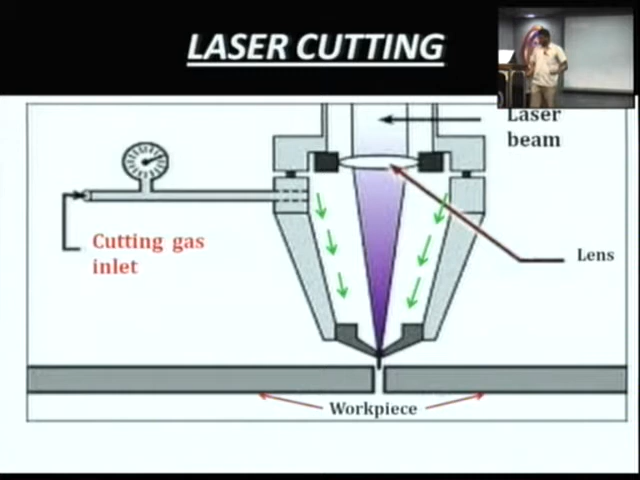 LASER CUTTING
Laser
beam
Cutting gas
inlet
Lens
Workpiece